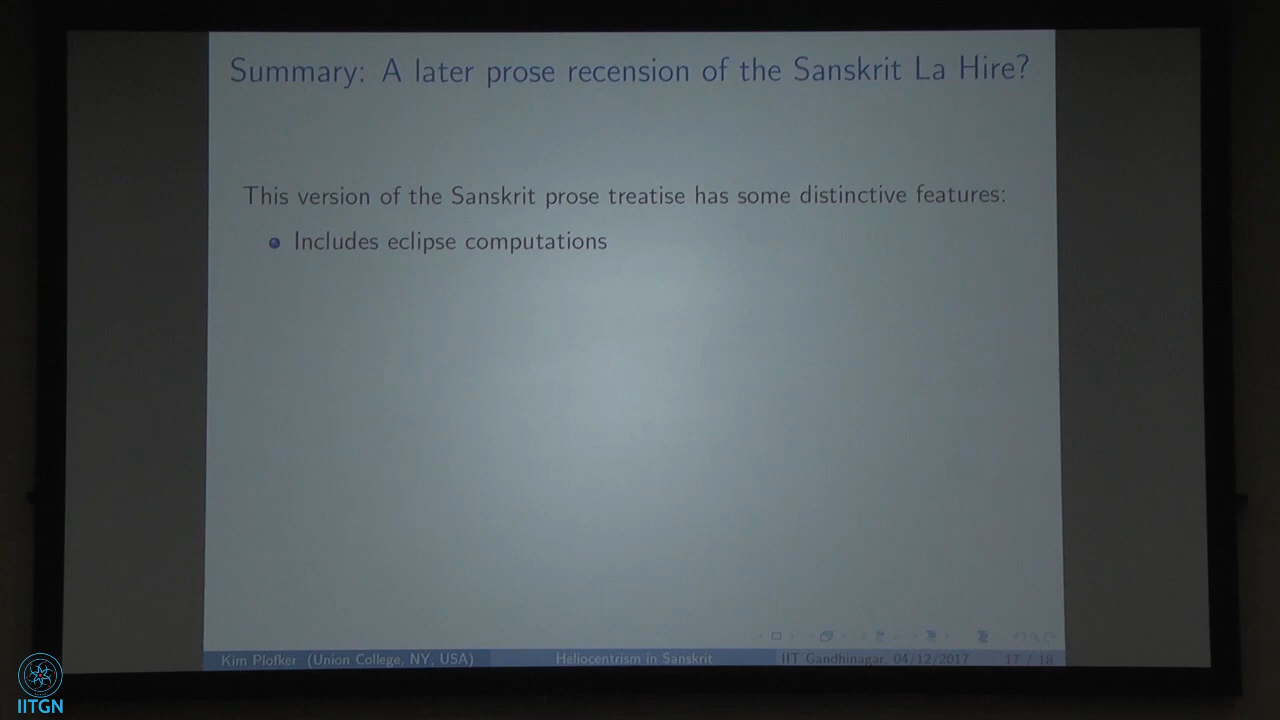 Summary: A later prose recension of the Sanskrit La Hire?
This version of the Sanskrit prose treatise has some distinctive features:
Includes eclipse computations
Kim Plofker (Union College, NY, USA)
Heliocentrism in Sanskrit
IIT Gandhinagar, 04/12/2017
17 / 18
IITGN